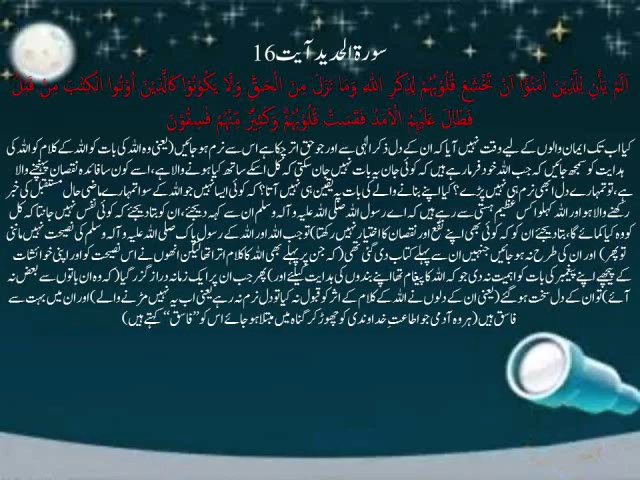 سورۃ الحدید آیت 16
اَلَمْ يَاْنِ لِلَّذِيْنَ اٰمَنُوْٓا اَنْ تَخْشَعَ قُلُوْبُهُمْ لِذِكْرِ اللّٰهِ وَمَا نَزَلَ مِنَ الْحَقِّ وَلَا يَكُوْنُوْا كَالَّذِيْنَ اُوْتُوا الْكِتٰبَ مِنْ قَبْلُ
فَطَالَ عَلَيْهِمُ الْاَمَدُ فَقَسَتْ قُلُوْبُهُمْ وَكَثِيْرٌ مِّنْهُمْ فٰسِقُوْنَ
کیا اب تک ایمان والوں کے لیے وقت نہیں آیا کہ ان کے دل ذکر الٰہی سے اور جو حق اتر چکا ہے اس سے نرم ہو جائیں (یعنی وہ اللہ کی بات کو اللہ کے کلام کو اللہ کی
ہدایت کو سمجھ جائیں کہ جب اللہ خود فرما رہے ہیں کہ کوئی جان یہ بات نہیں جان سکتی کہ کل اسکے ساتھ کیا ہونے والا ہے، اسے کون سا فائدہ نقصان پہنچنے والا
ہے، تو تمہارے دل ابھی نرم ہی نہیں پڑے؟ کیا اپنے بنانے والے کی بات پہ یقین ہی نہیں آتا؟ کہ کوئی ایسا نہیں جو اللہ کے سوا تمہارے ماضی حال مستقبل کی خبر
رکھنے والا ہو اور اللہ کہلوا کس عظیم ہستی سے رہے ہیں کہ اے رسول اللہ صلی اللہ علیہ و آلہ وسلم ان سے کہہ دیجئے، ان کو بتا دیجئے کہ کوئی نفس نہیں جانتا کہ کل
کو وہ کیا کمائے گا، بتا دیجئے ان کو کہ کوئی بھی اپنے نفع اور نقصان کا اختیار نہیں رکھتا) تو جب اللہ اور اللہ کے رسول پاک صلی اللہ علیہ و آلہ وسلم کی نصیحت نہیں مانی
تو پھر) اور ان کی طرح نہ ہو جائیں جنہیں ان سے پہلے کتاب دی گئی تھی (کہ جن پر پہلے بھی اللہ کا کلام اترا تھا لیکن انھوں نے اس نصیحت کو اور اپنی خواہشات
کے پیچھے اپنے پیغمبر کی بات کو اہمیت نہ دی جو کہ اللہ کا پیغام تھا اپنے بندوں کی ہدایت کیلئے اور) پھر جب ان پر ایک زمانہ دراز گزر گیا (کہ وہ ان باتوں سے بعض نہ
آئے) تو ان کے دل سخت ہو گئے (یعنی ان کے دلوں نے اللہ کے کلام کے اثر کو قبول نہ کیا تو دل نرم نہ رہے یعنی اب یہ نہیں مڑنے والے) اور ان میں بہت سے
فاسق ہیں (ہر وہ آدمی جو اطاعتِ خداوندی کو چھوڑ کر گناہ میں مبتلا ہو جائے اس کو "فاسق" کہتے ہیں)